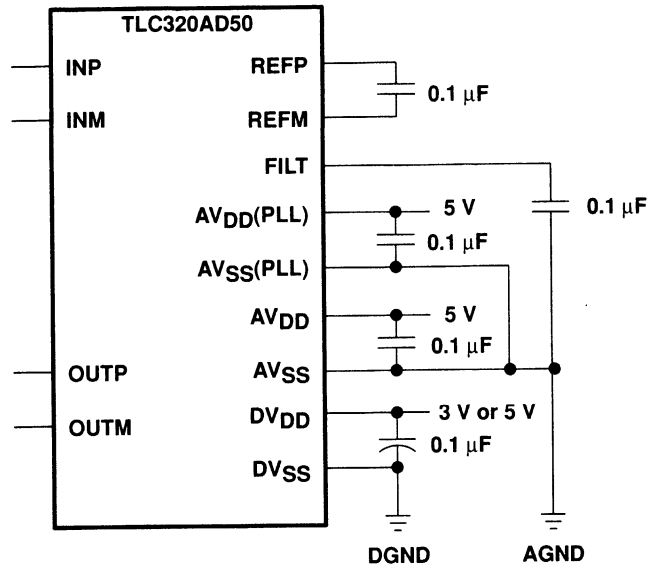 TLC320AD50
INP
REFP
0.1 μF
INM
REFM
FILT
0.1 μF
AVDD(PLL)
5 V
0.1 μF
AVSS(PLL)
AVDD
5 V
0.1 μF
OUTP
AVSS
OUTM
DVDD
3 V or 5 V
0.1 μF
DVSS
DGND
AGND